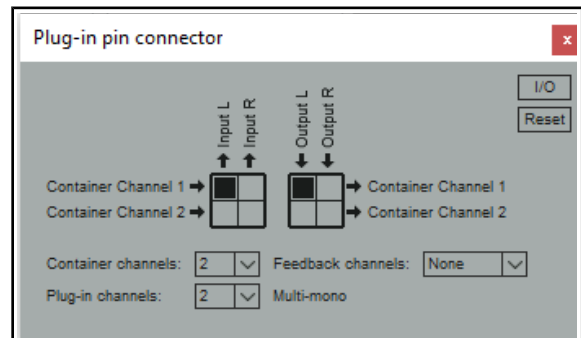 Plug-in pin connector
x
I/O
Reset
Input L
Input R
Output L
Output R
Container Channel 1
Container Channel 1
Container Channel 2
Container Channel 2
Container channels: 2 Feedback channels: None
Plug-in channels: 2 Multi-mono